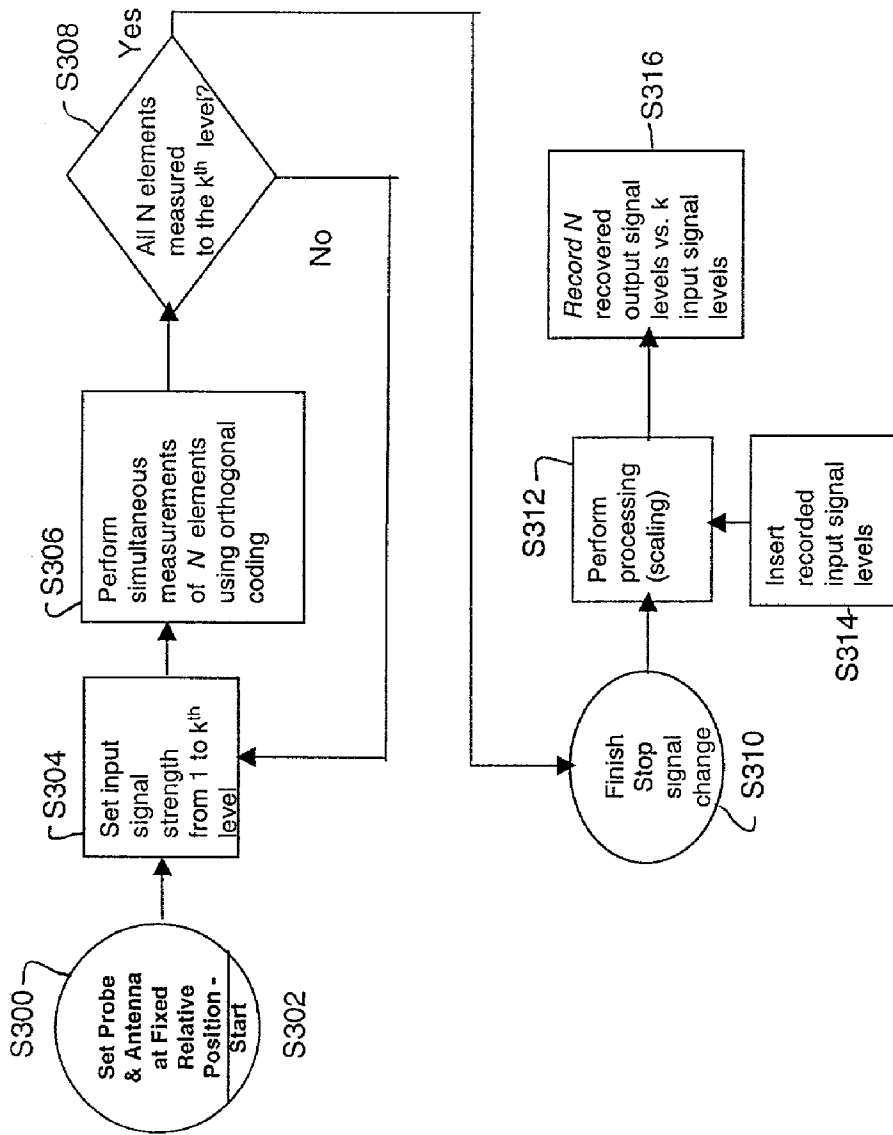 S300
Set Probe
& Antenna
at Fixed
Relative
Position -
Start
S302
S304
Set input
signal
strength
from 1 to kth
level
S306
Perform
simultaneous
measurements
of N elements
using orthogonal
coding
S308
All N elements
measured
to the kth level?
Yes
No
Finish
Stop
signal
change
S310
S312
Perform
processing
(scaling)
Insert
recorded
input signal
levels
S314
S316
Record N
recovered
output signal
levels vs. k
input signal
levels